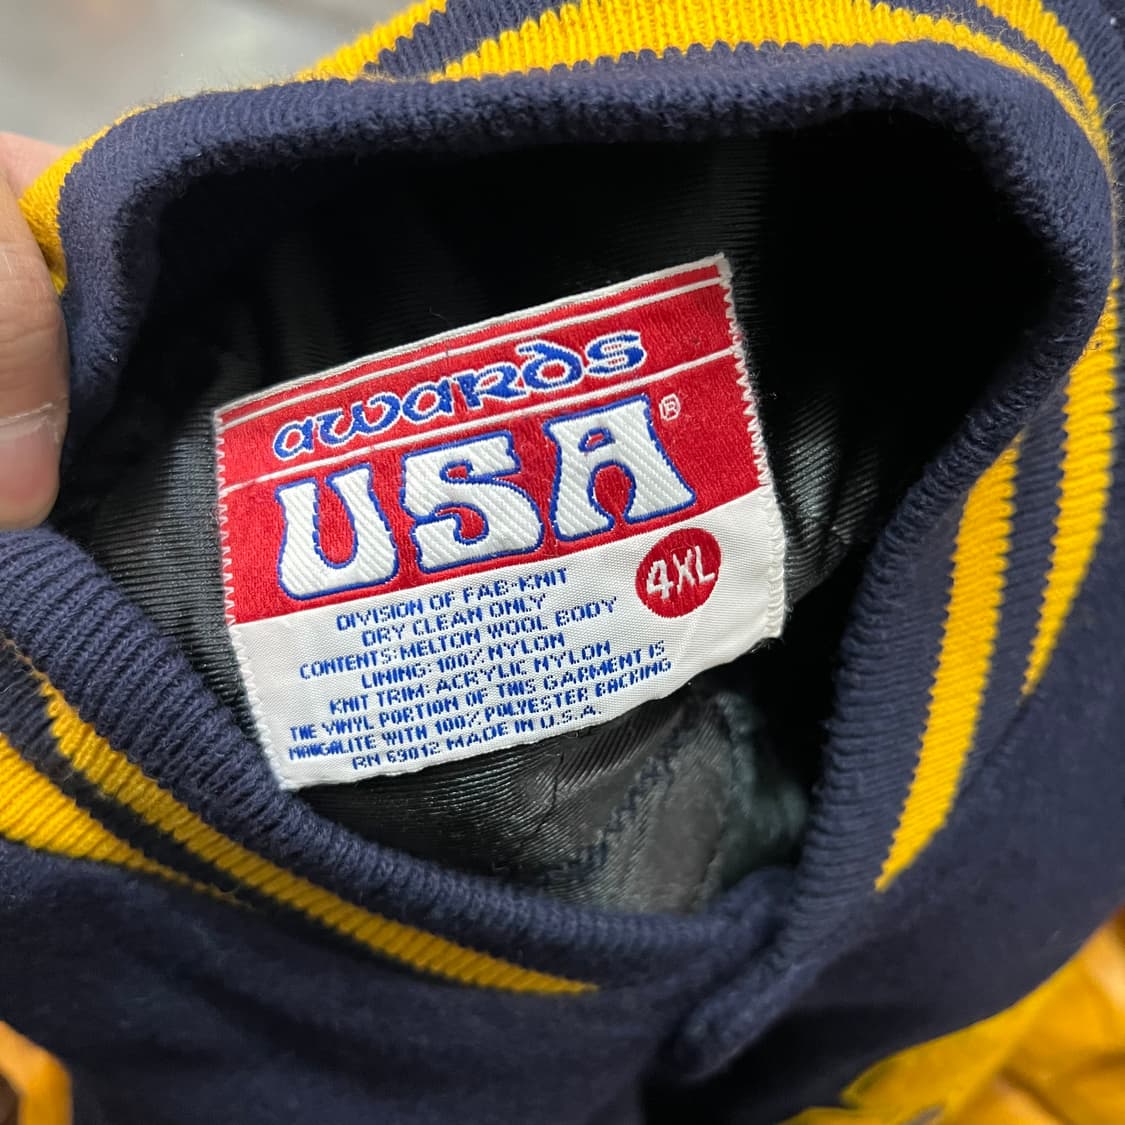 awards
USA®
4XL
DIVISION OF FAB-KNIT
DRY CLEAN ONLY
CONTENTS: MELTON WOOL BODY
LINING: 100% NYLON
KNIT TRIM: ACRYLIC NYLON
THE VINYL PORTION OF THIS GARMENT IS
NAUGALITE WITH 100% POLYESTER BACKING
RN 69012 MADE IN U.S.A.